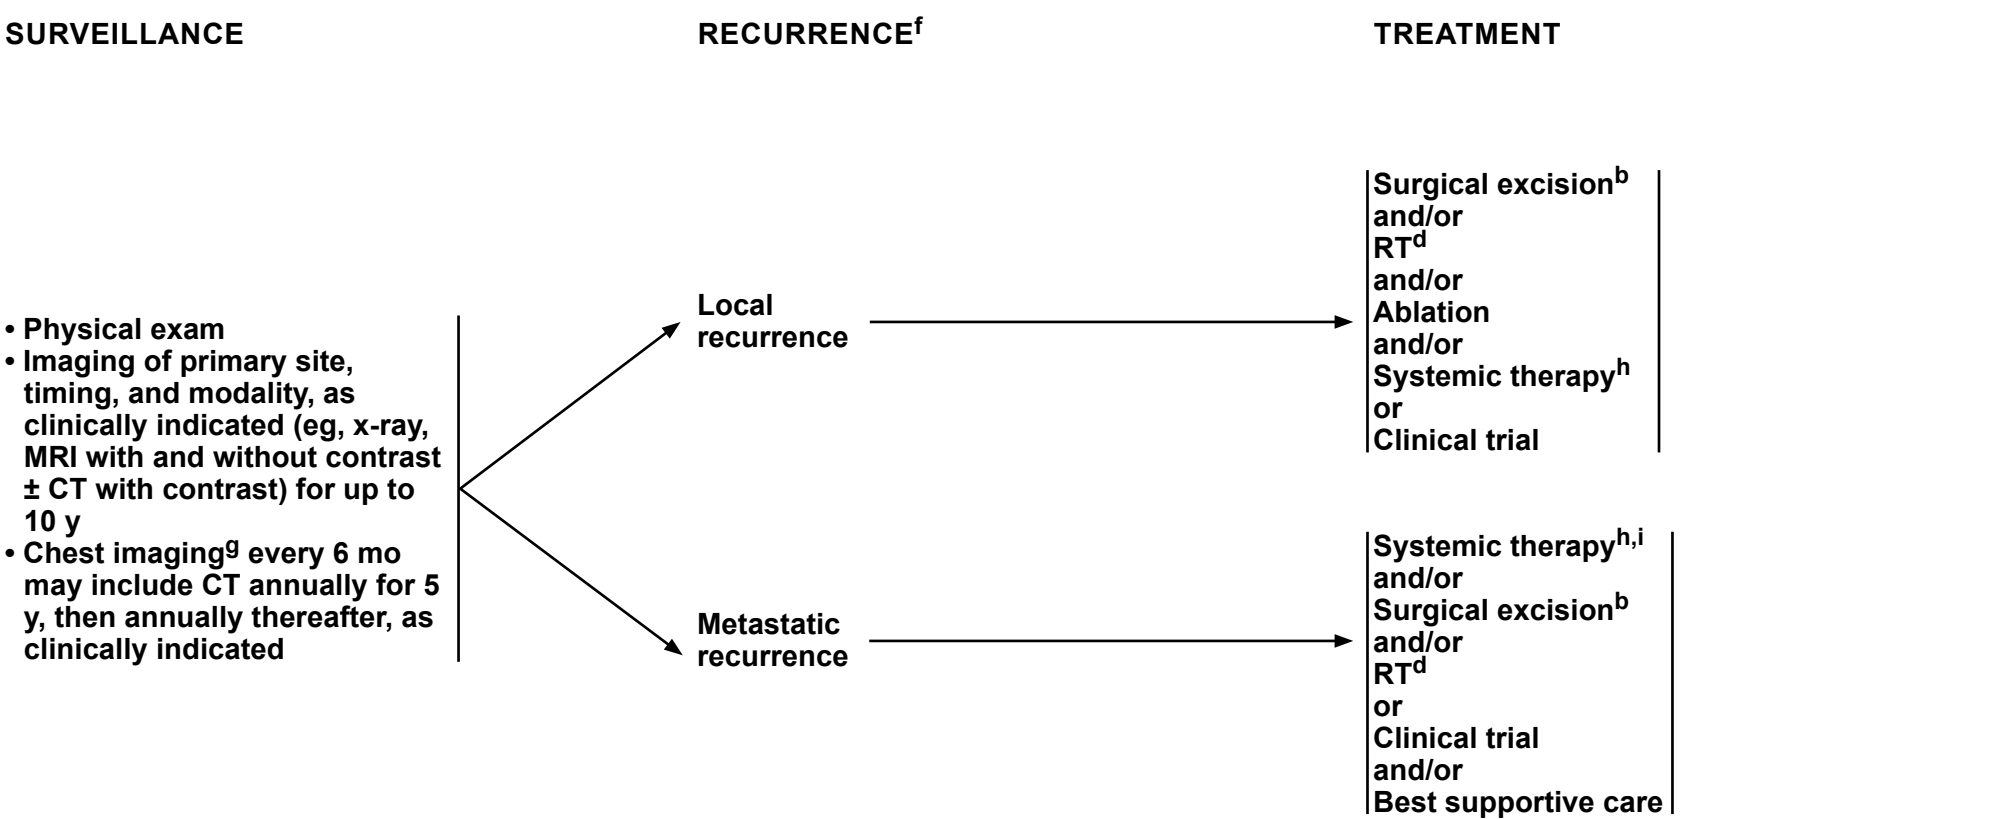 SURVEILLANCE
RECURRENCEf
TREATMENT
• Physical exam
• Imaging of primary site,
timing, and modality, as
clinically indicated (eg, x-ray,
MRI with and without contrast
± CT with contrast) for up to
10 y
• Chest imagingg every 6 mo
may include CT annually for 5
y, then annually thereafter, as
clinically indicated
Local
recurrence
Surgical excisionb
and/or
RTd
and/or
Ablation
and/or
Systemic therapyh
or
Clinical trial
Metastatic
recurrence
Systemic therapyh,i
and/or
Surgical excisionb
and/or
RTd
or
Clinical trial
and/or
Best supportive care